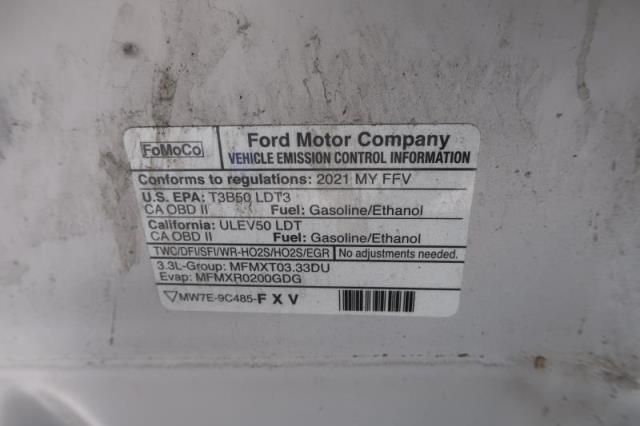 FoMoCo
Ford Motor Company
VEHICLE EMISSION CONTROL INFORMATION
Conforms to regulations: 2021 MY FFV
U.S. EPA: T3B50 LDT3
CA OBD II Fuel: Gasoline/Ethanol
California: ULEV50 LDT
CA OBD II Fuel: Gasoline/Ethanol
TWC/DFI/SFI/WR-HO2S/HO2S/EGR No adjustments needed.
3.3L-Group: MFMXT03.33DU
Evap: MFMXR0200GDG
MW7E-9C485-FXV